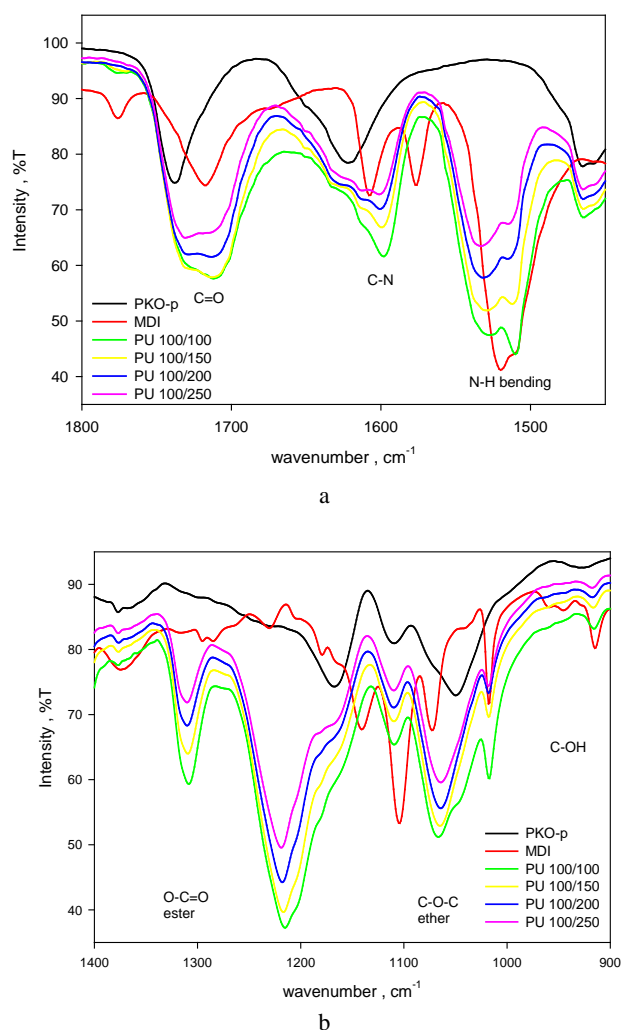 100
90
80
70
60
50
40
Intensity , %T
C=O
C-N
N-H bending
PKO-p
MDI
PU 100/100
PU 100/150
PU 100/200
PU 100/250
1800 1700 1600 1500
wavenumber , cm-1
a
90
80
70
60
50
40
Intensity , %T
C-OH
O-C=O
ester
C-O-C
ether
PKO-p
MDI
PU 100/100
PU 100/150
PU 100/200
PU 100/250
1400 1300 1200 1100 1000 900
wavenumber , cm-1
b